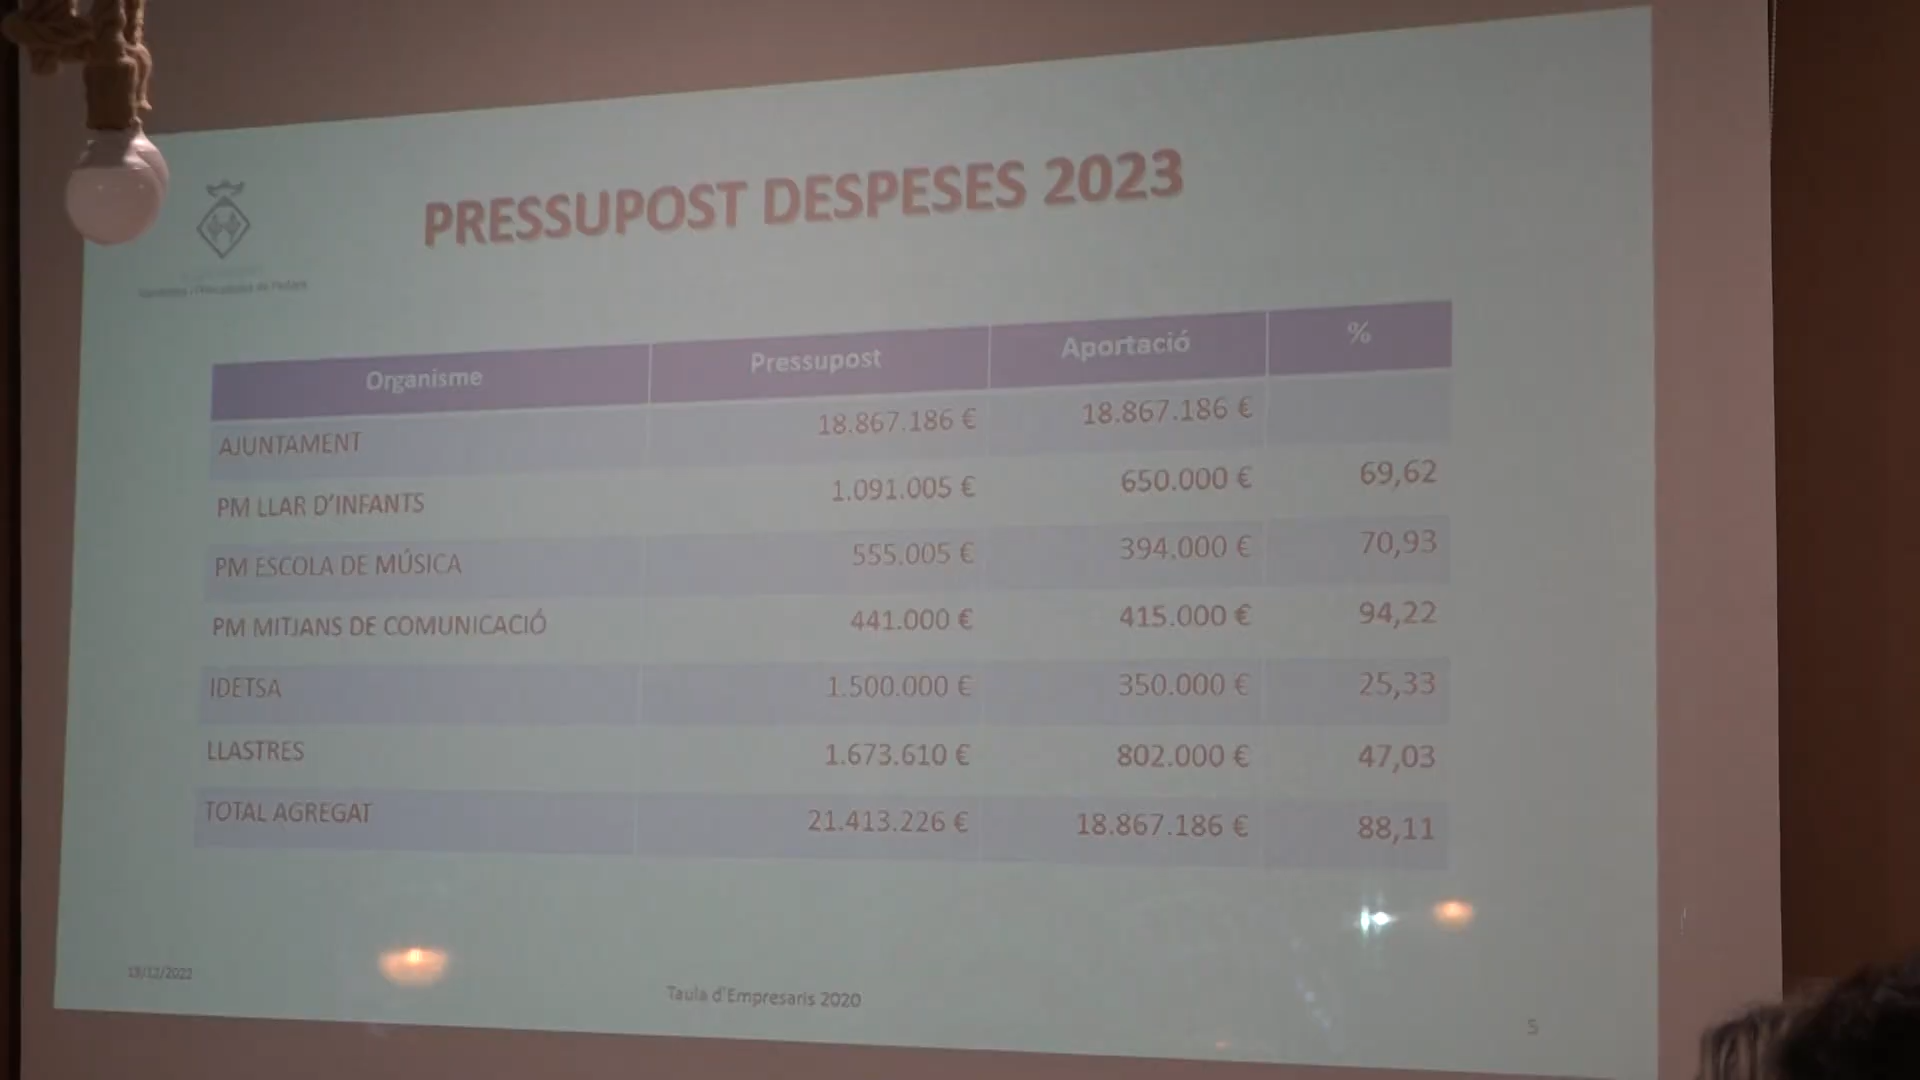 PRESSUPOST DESPESES 2023
Organisme Pressupost Aportació %
AJUNTAMENT 18.867.186 € 18.867.186 €
PM LLAR D'INFANTS 1.091.005 € 650.000 € 69,62
PM ESCOLA DE MÚSICA 555.005 € 394.000 € 70,93
PM MITJANS DE COMUNICACIÓ 441.000 € 415.000 € 94,22
IDETSA 1.500.000 € 350.000 € 25,33
LLASTRES 1.673.610 € 802.000 € 47,03
TOTAL AGREGAT 21.413.226 € 18.867.186 € 88,11
13/12/2022
Taula d'Empresaris 2020
5